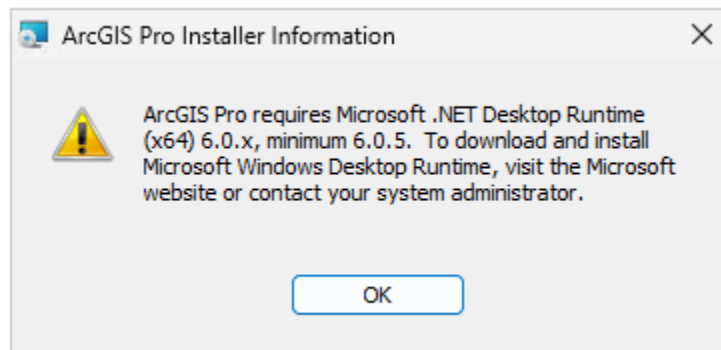 ArcGIS Pro Installer Information
ArcGIS Pro requires Microsoft .NET Desktop Runtime
(x64) 6.0.x, minimum 6.0.5.  To download and install
Microsoft Windows Desktop Runtime, visit the Microsoft
website or contact your system administrator.
OK